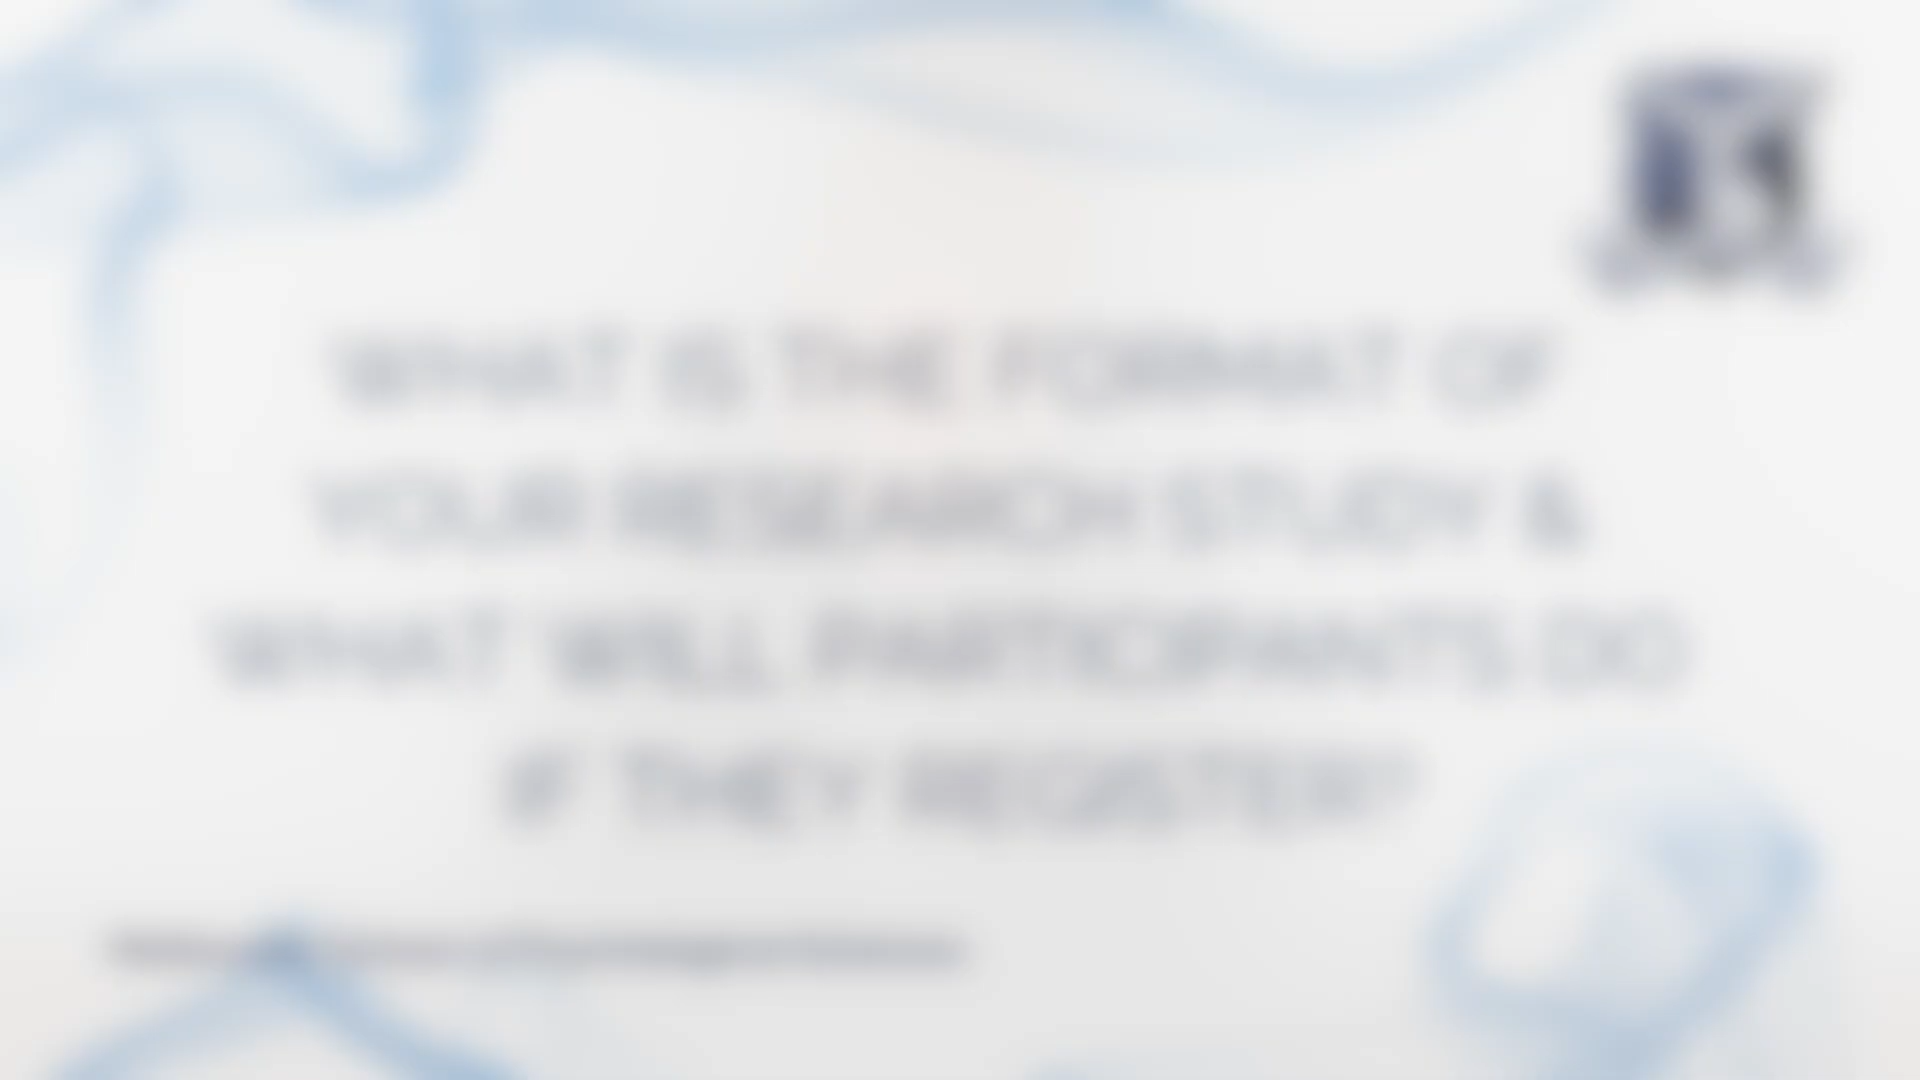 WHAT IS THE FORMAT OF
YOUR RESEARCH STUDY &
WHAT WILL PARTICIPANTS DO
IF THEY REGISTER?